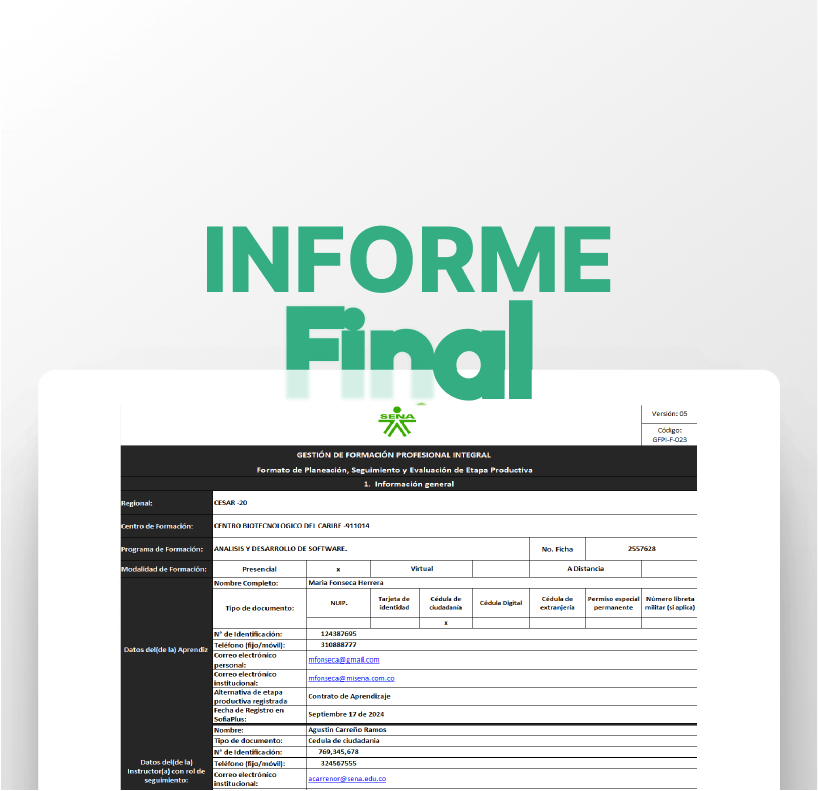 INFORME
Final
SENA
Versión: 05
Código:
GFPI-F-023
GESTIÓN DE FORMACIÓN PROFESIONAL INTEGRAL
Formato de Planeación, Seguimiento y Evaluación de Etapa Productiva
1. Información general
Regional: CESAR -20
Centro de Formación: CENTRO BIOTECNOLOGICO DEL CARIBE -911014
Programa de Formación: ANALISIS Y DESARROLLO DE SOFTWARE. No. Ficha 2557628
Modalidad de Formación: Presencial x Virtual A Distancia
Datos del(de la) Aprendiz
Nombre Completo: Maria Fonseca Herrera
Tipo de documento: NUIP. Tarjeta de identidad Cédula de ciudadanía Cédula Digital Cédula de extranjería Permiso especial permanente Número libreta militar (si aplica)
x
N° de Identificación: 124387695
Teléfono (fijo/móvil): 310888777
Correo electrónico personal: mfonseca@gmail.com
Correo electrónico institucional: mfonseca@misena.com.co
Alternativa de etapa productiva registrada Contrato de Aprendizaje
Fecha de Registro en SofiaPlus: Septiembre 17 de 2024
Datos del(de la) Instructor(a) con rol de seguimiento:
Nombre: Agustin Carreño Ramos
Tipo de documento: Cedula de ciudadania
N° de Identificación: 769,345,678
Teléfono (fijo/móvil): 324567555
Correo electrónico institucional: acarrenor@sena.edu.co